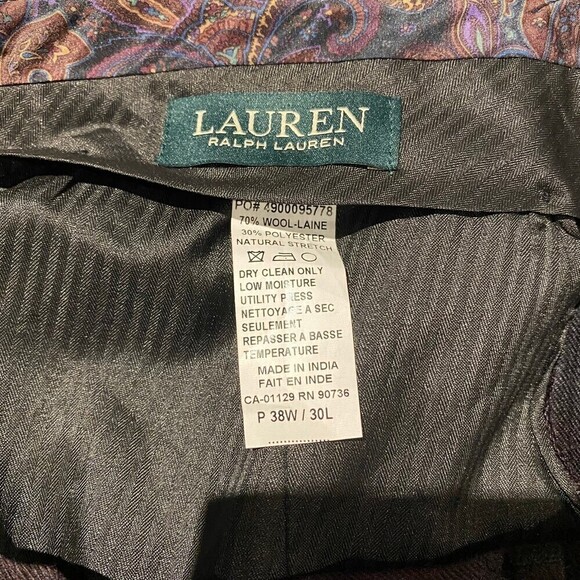 LAUREN
RALPH LAUREN
PO# 4900095778
70% WOOL-LAINE
30% POLYESTER
NATURAL STRETCH
DRY CLEAN ONLY
LOW MOISTURE
UTILITY PRESS
NETTOYAGE A SEC
SEULEMENT
REPASSER A BASSE
TEMPERATURE
MADE IN INDIA
FAIT EN INDE
CA-01129 RN 90736
P 38W / 30L